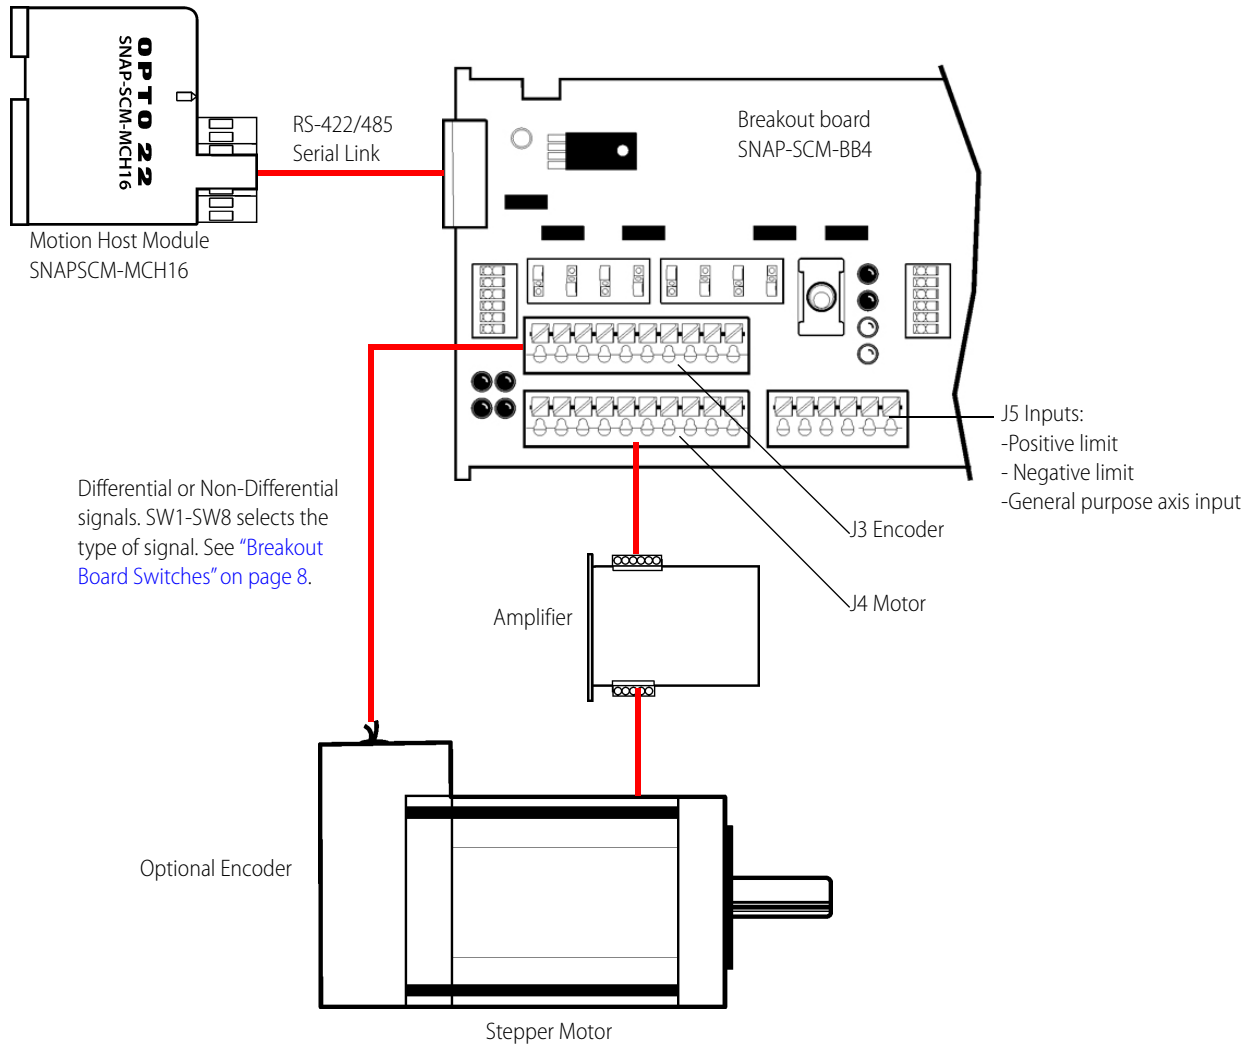 OPTO 22
SNAP-SCM-MCH16
RS-422/485
Serial Link
Breakout board
SNAP-SCM-BB4
Motion Host Module
SNAPSCM-MCH16
J5 Inputs:
-Positive limit
- Negative limit
-General purpose axis input
Differential or Non-Differential
signals. SW1-SW8 selects the
type of signal. See “Breakout
Board Switches” on page 8.
J3 Encoder
J4 Motor
Amplifier
Optional Encoder
Stepper Motor